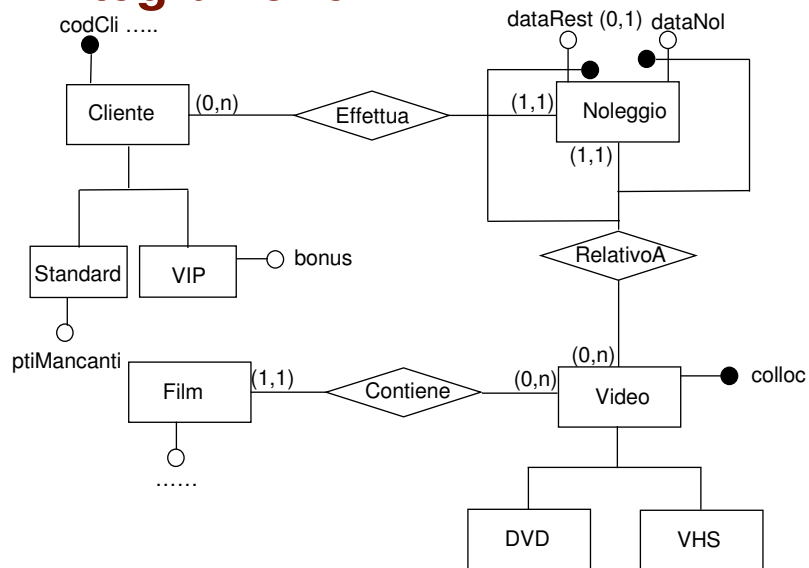 codCli …..
dataRest (0,1) dataNol
Cliente
(0,n)
Effettua
(1,1)
Noleggio
(1,1)
Standard
VIP
bonus
RelativoA
ptiMancanti
(0,n)
Film
(1,1)
Contiene
(0,n)
Video
colloc
……
DVD
VHS